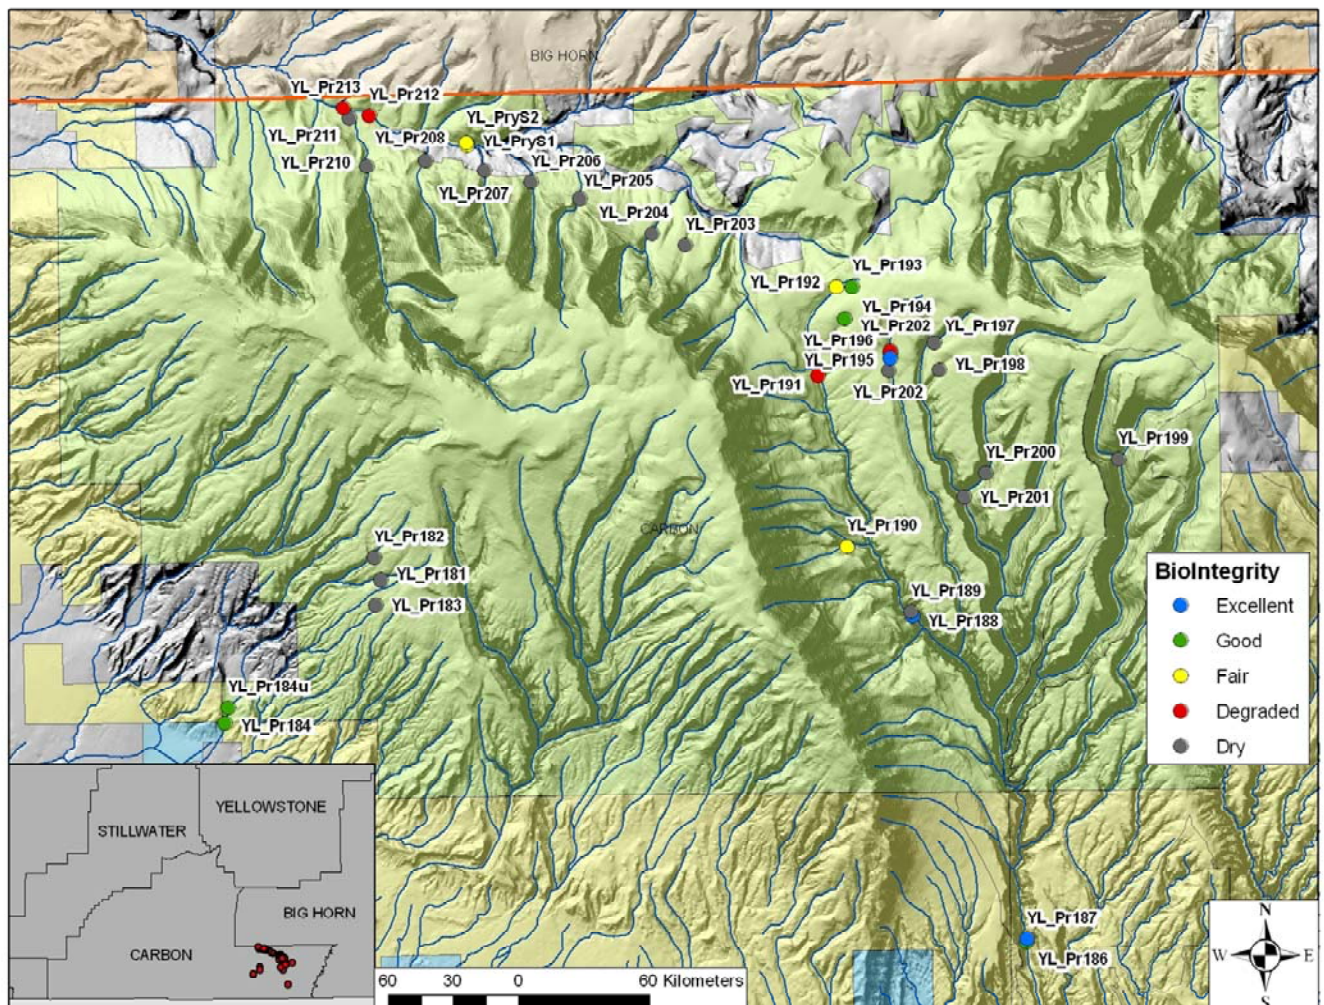 BIG HORN
YL_Pr213
YL_Pr212
YL_PryS2
YL_Pr211
YL_Pr208
YL_PryS1
YL_Pr210
YL_Pr206
YL_Pr207
YL_Pr205
YL_Pr204
YL_Pr203
YL_Pr193
YL_Pr192
YL_Pr194
YL_Pr202
YL_Pr197
YL_Pr196
YL_Pr195
YL_Pr198
YL_Pr191
YL_Pr202
YL_Pr199
YL_Pr200
YL_Pr201
CARBON
YL_Pr190
YL_Pr182
YL_Pr181
YL_Pr183
YL_Pr189
YL_Pr188
BioIntegrity
Excellent
Good
Fair
Degraded
Dry
YL_Pr184u
YL_Pr184
YELLOWSTONE
STILLWATER
BIG HORN
CARBON
YL_Pr187
YL_Pr186
60 30 0 60 Kilometers
N
W E
S